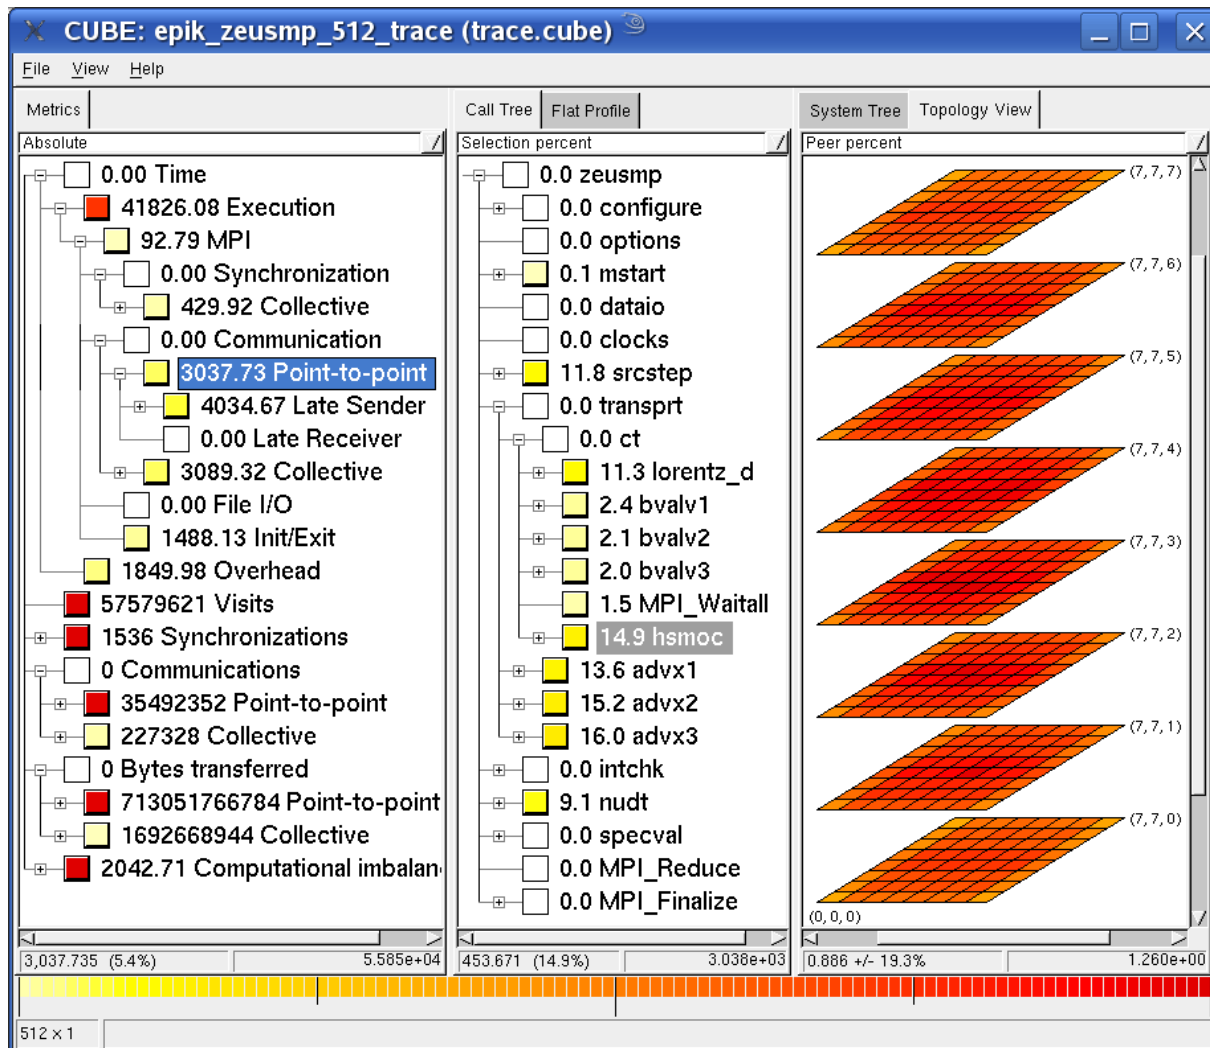 CUBE: epik_zeusmp_512_trace (trace.cube)
File View Help
Metrics
Absolute
0.00 Time
41826.08 Execution
92.79 MPI
0.00 Synchronization
429.92 Collective
0.00 Communication
3037.73 Point-to-point
4034.67 Late Sender
0.00 Late Receiver
3089.32 Collective
0.00 File I/O
1488.13 Init/Exit
1849.98 Overhead
57579621 Visits
1536 Synchronizations
0 Communications
35492352 Point-to-point
227328 Collective
0 Bytes transferred
713051766784 Point-to-point
1692668944 Collective
2042.71 Computational imbalan
3,037.735 (5.4%) 5.585e+04
Call Tree Flat Profile
Selection percent
0.0 zeusmp
0.0 configure
0.0 options
0.1 mstart
0.0 dataio
0.0 clocks
11.8 srcstep
0.0 transprt
0.0 ct
11.3 lorentz_d
2.4 bvalv1
2.1 bvalv2
2.0 bvalv3
1.5 MPI_Waitall
14.9 hsmoc
13.6 advx1
15.2 advx2
16.0 advx3
0.0 intchk
9.1 nudt
0.0 specval
0.0 MPI_Reduce
0.0 MPI_Finalize
453.671 (14.9%) 3.038e+03
System Tree Topology View
Peer percent
(7,7,7)
(7,7,6)
(7,7,5)
(7,7,4)
(7,7,3)
(7,7,2)
(7,7,1)
(7,7,0)
(0,0,0)
0.886 +/- 19.3% 1.260e+00
512 x 1